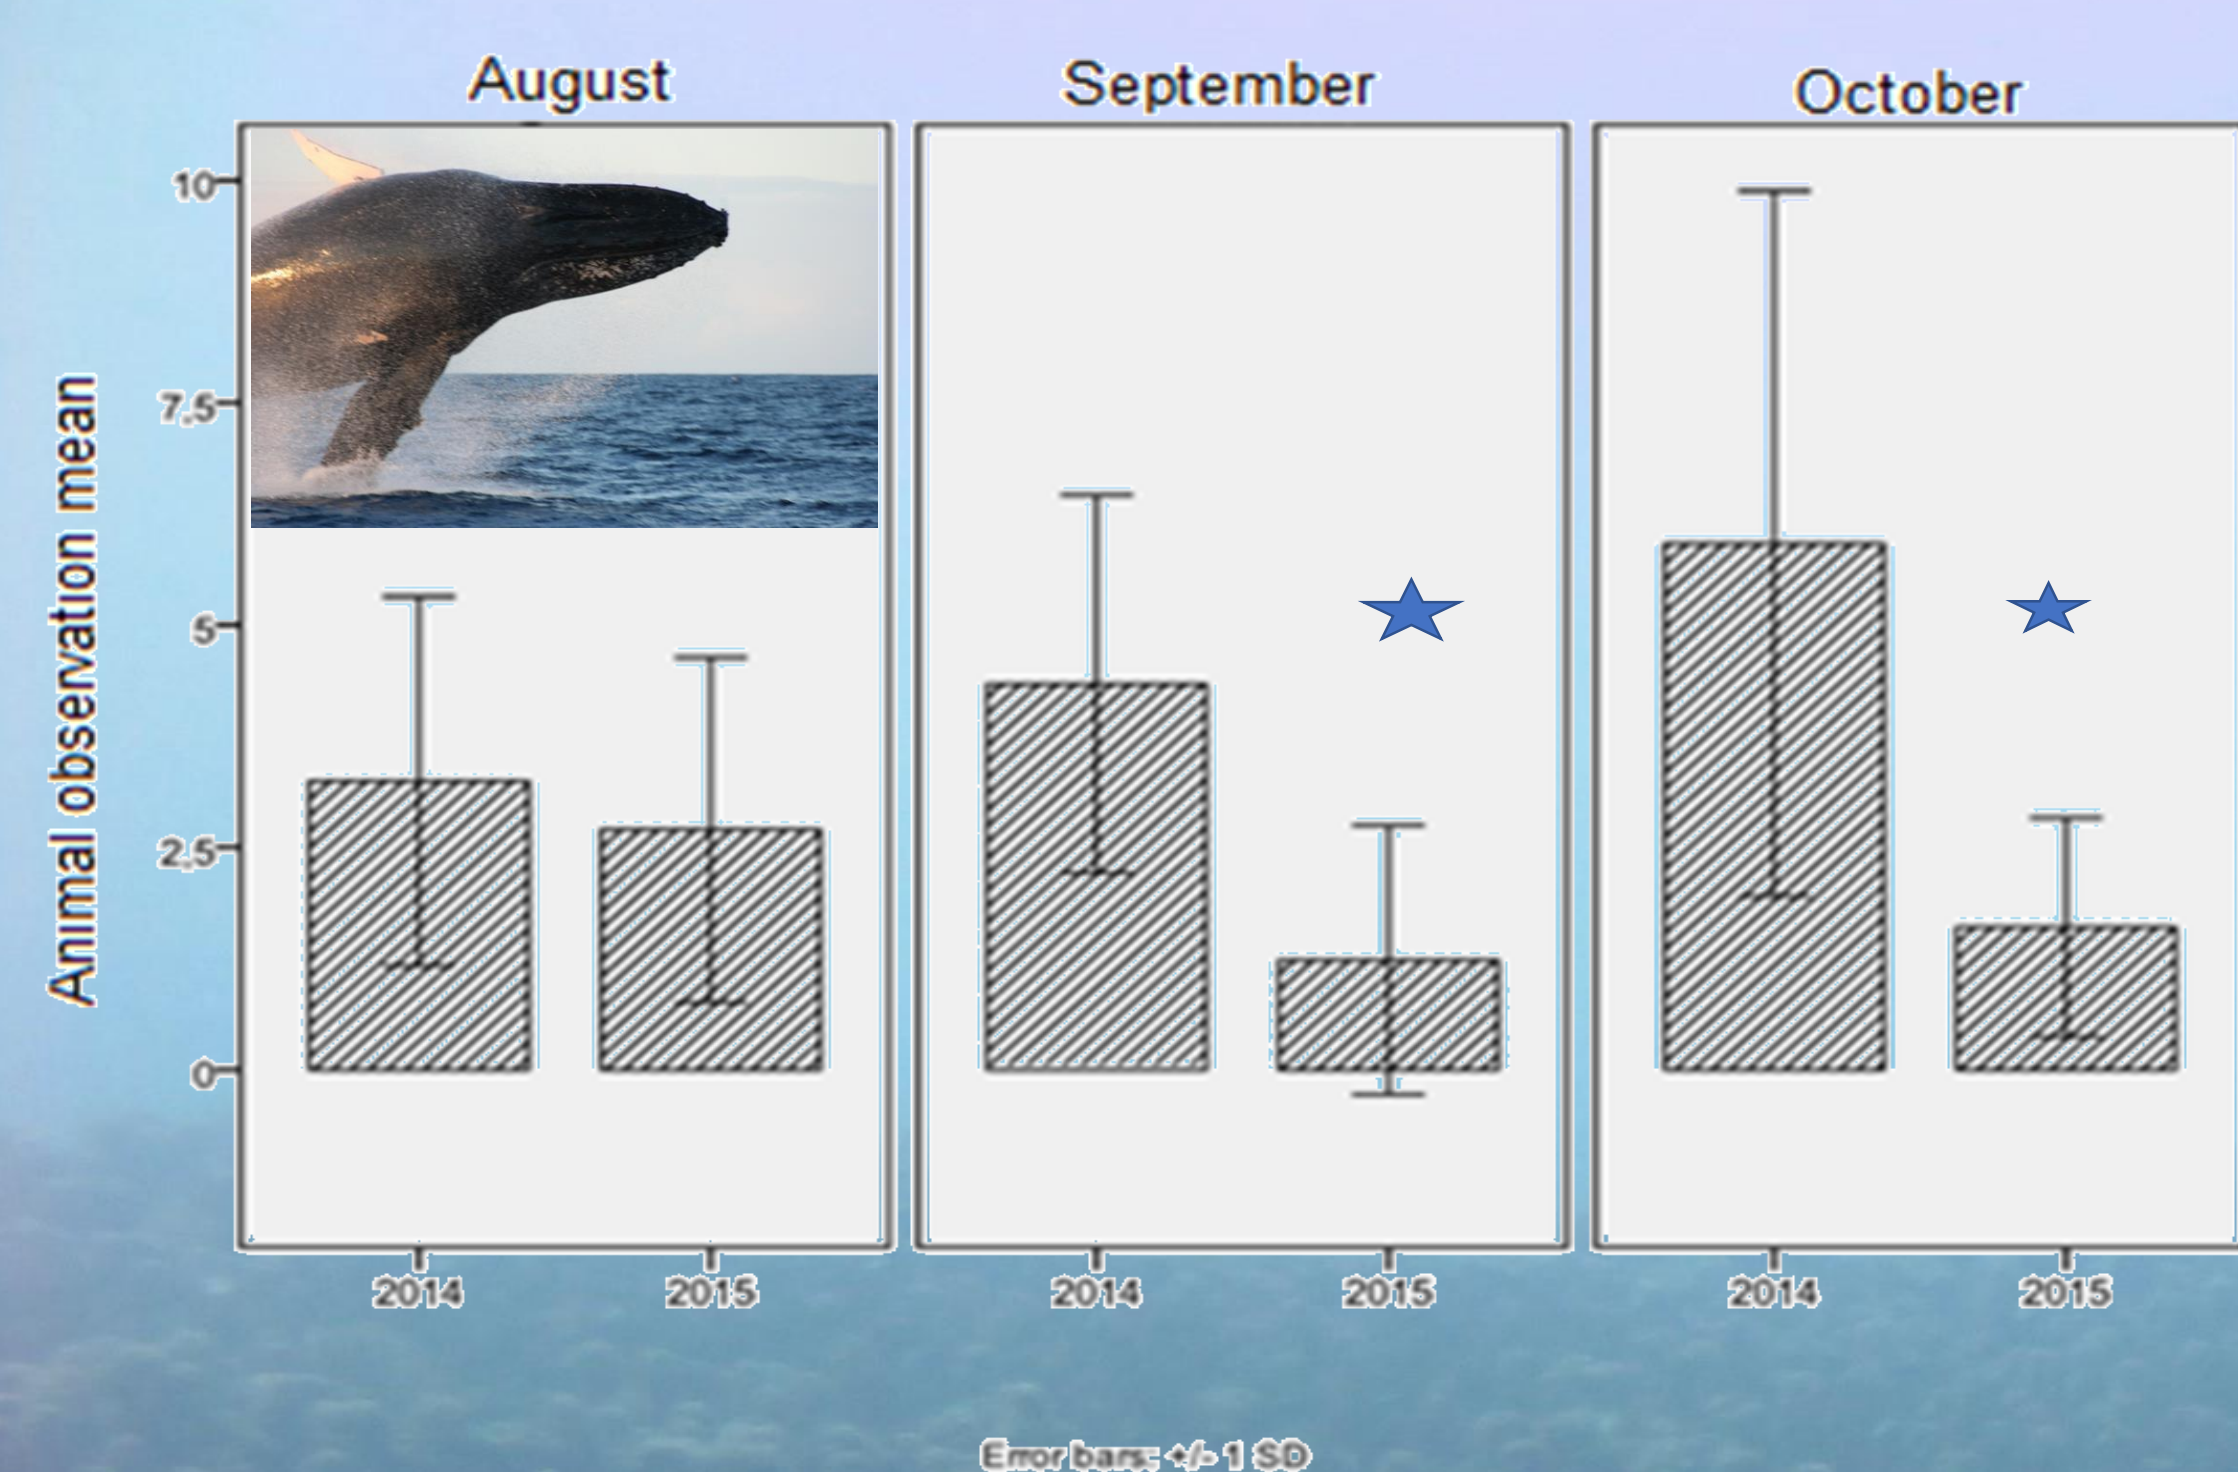 August
September
October
Animal observation mean
10
7,5
5
2,5
0
2014
2015
2014
2015
2014
2015
Error bars: +/- 1 SD